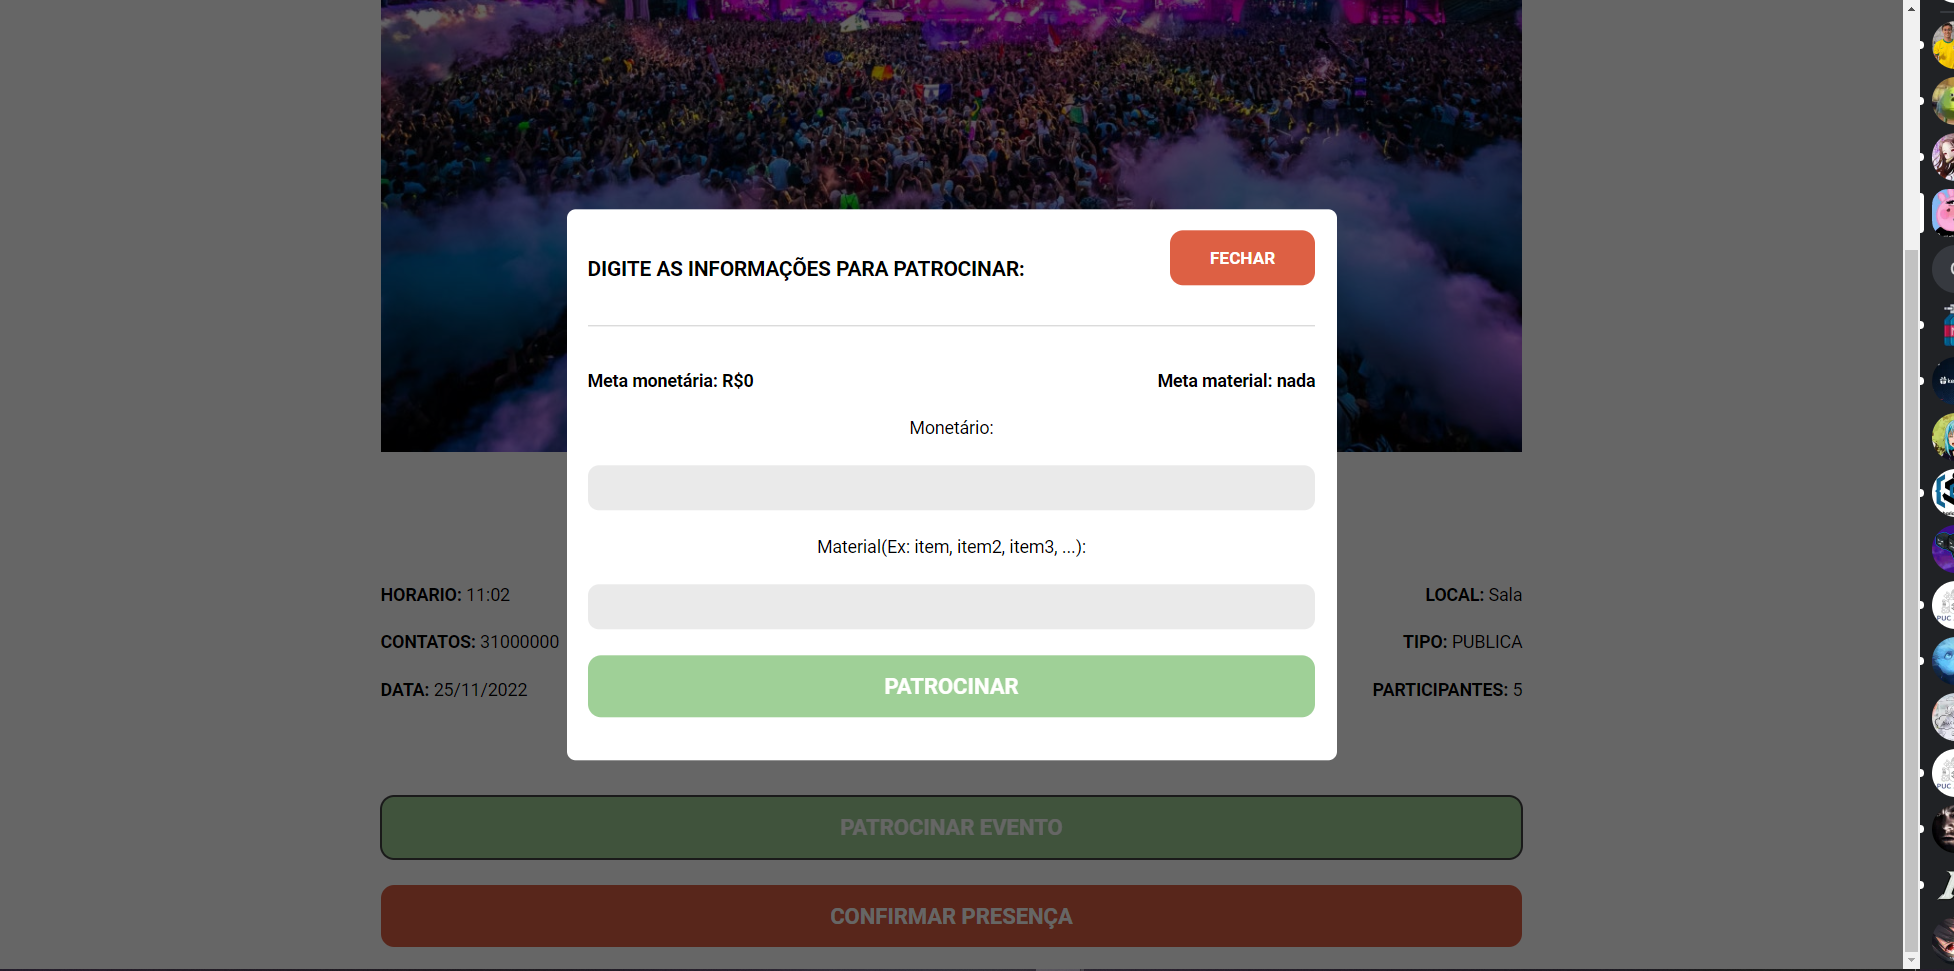 DIGITE AS INFORMAÇÕES PARA PATROCINAR:
FECHAR
Meta monetária: R$0
Meta material: nada
Monetário:
Material(Ex: item, item2, item3, ...):
PATROCINAR
HORARIO: 11:02
LOCAL: Sala
CONTATOS: 31000000
TIPO: PUBLICA
DATA: 25/11/2022
PARTICIPANTES: 5
PATROCINAR EVENTO
CONFIRMAR PRESENÇA
PUC
PUC